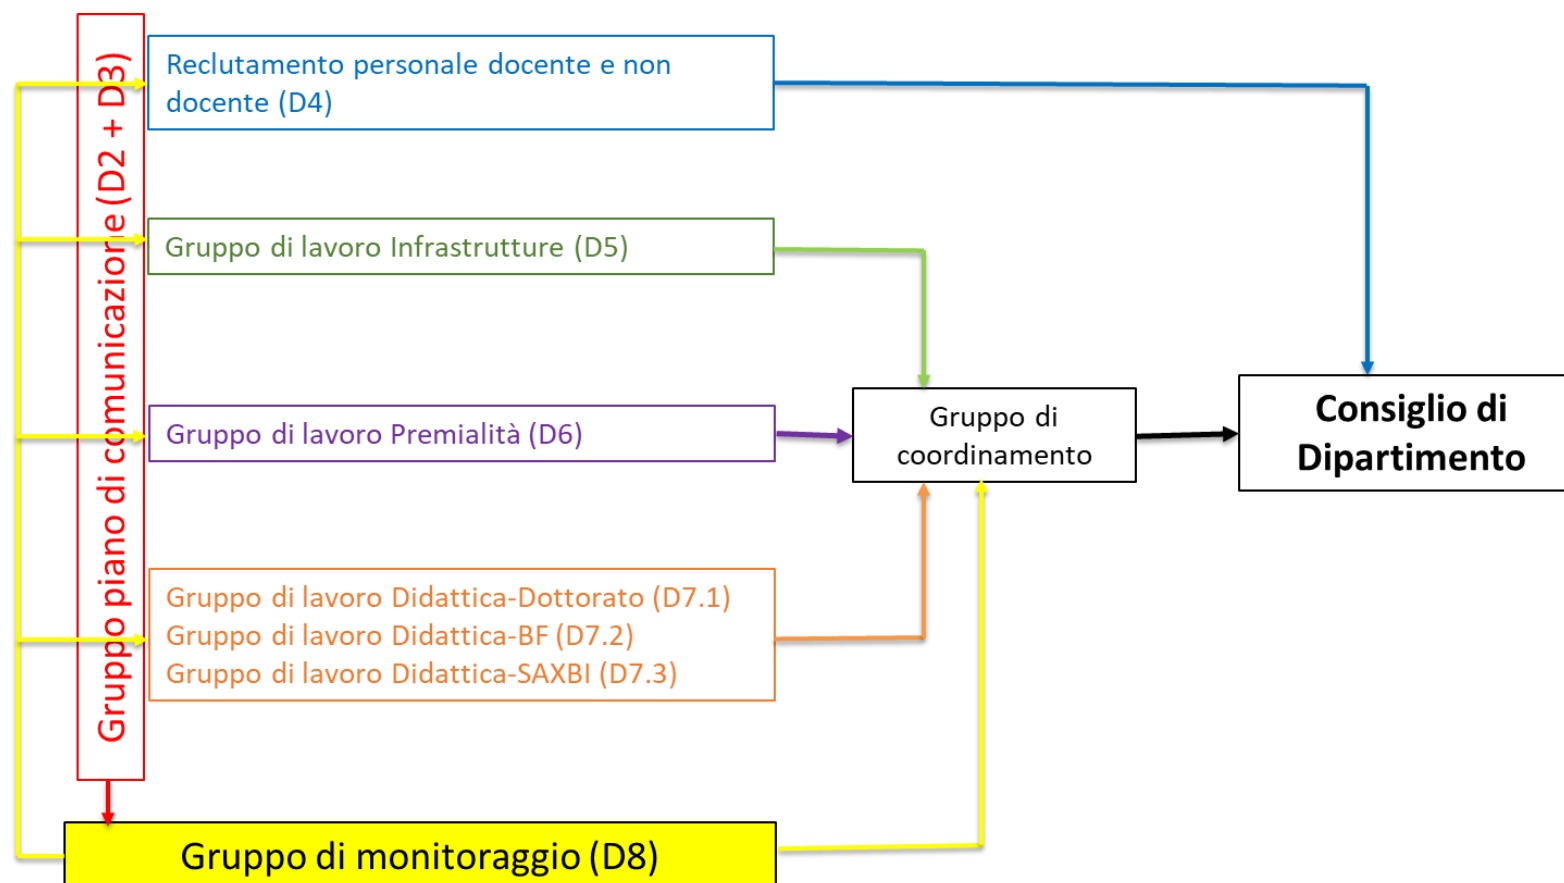 Gruppo piano di comunicazione (D2 + D3)
Reclutamento personale docente e non
docente (D4)
Gruppo di lavoro Infrastrutture (D5)
Gruppo di lavoro Premialità (D6)
Gruppo di lavoro Didattica-Dottorato (D7.1)
Gruppo di lavoro Didattica-BF (D7.2)
Gruppo di lavoro Didattica-SAXBI (D7.3)
Gruppo di monitoraggio (D8)
Gruppo di
coordinamento
Consiglio di
Dipartimento